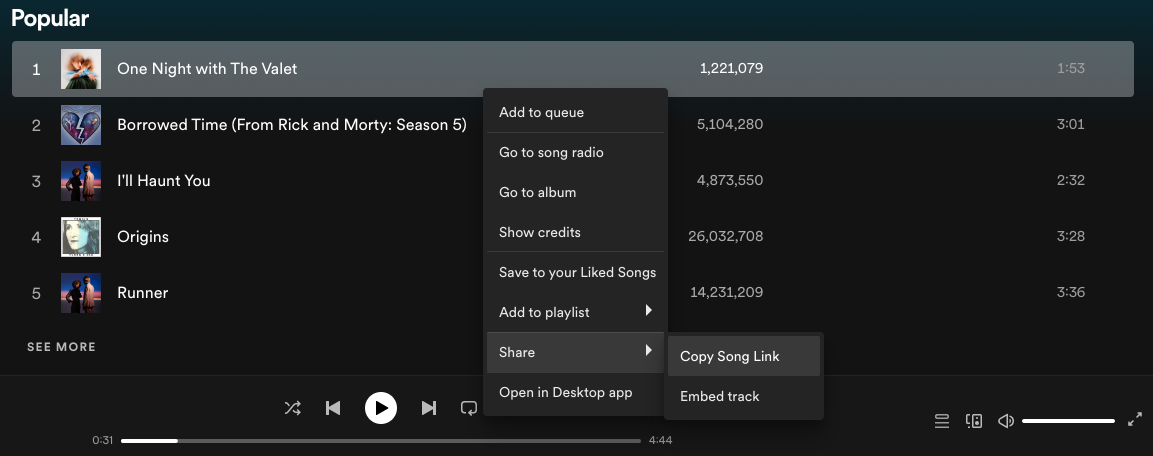 Popular
1 One Night with The Valet 1,221,079 1:53
Add to queue
2 Borrowed Time (From Rick and Morty: Season 5) 5,104,280 3:01
Go to song radio
3 I'll Haunt You 4,873,550 2:32
Go to album
Show credits
4 Origins 26,032,708 3:28
Save to your Liked Songs
5 Runner 14,231,209 3:36
Add to playlist
SEE MORE
Share
Copy Song Link
Open in Desktop app
Embed track
0:31 4:44